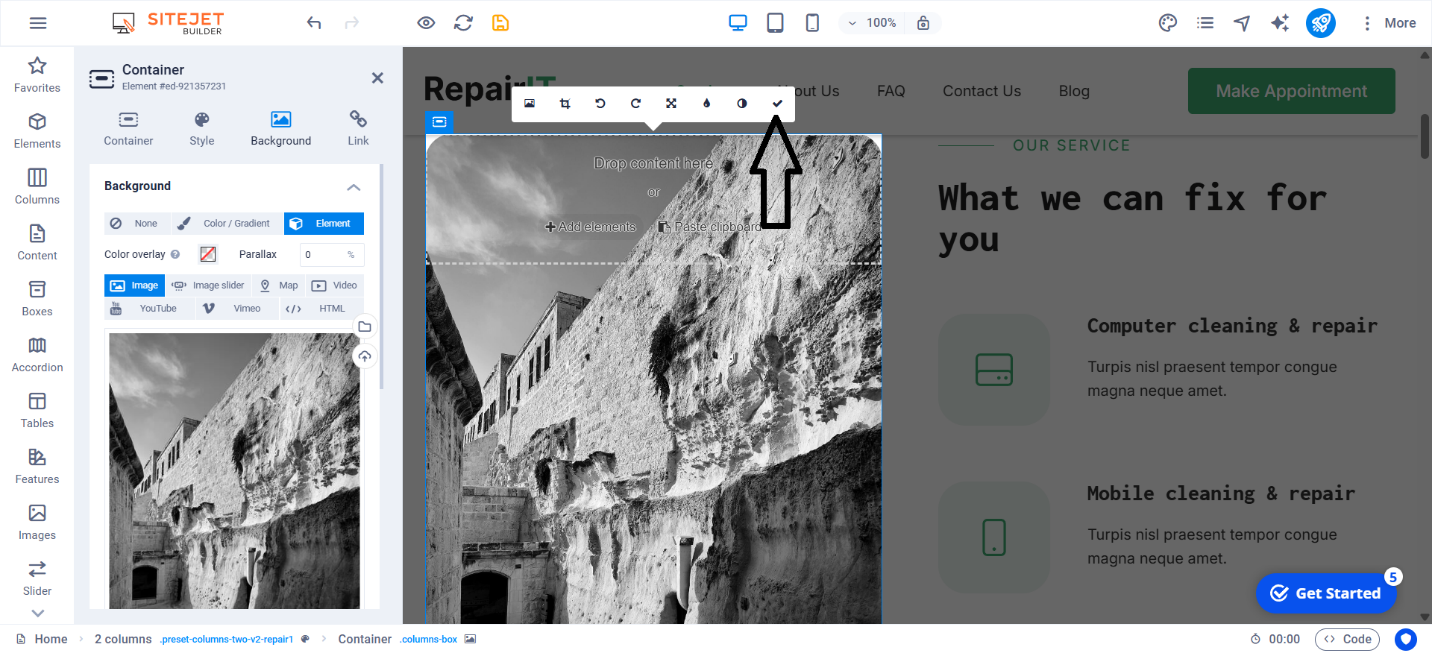 SITEJET
BUILDER
100%
More
Favorites
Elements
Columns
Content
Boxes
Accordion
Tables
Features
Images
Slider
Container
Element #ed-921357231
Container
Style
Background
Link
Background
None
Color / Gradient
Element
Color overlay
Parallax
0
%
Image
Image slider
Map
Video
YouTube
Vimeo
HTML
RepairIT
About Us
FAQ
Contact Us
Blog
Make Appointment
Drop content here
or
Add elements
Paste clipboard
OUR SERVICE
What we can fix for
you
Computer cleaning & repair
Turpis nisl praesent tempor congue
magna neque amet.
Mobile cleaning & repair
Turpis nisl praesent tempor congue
magna neque amet.
Get Started
5
Home
2 columns
.preset-columns-two-v2-repair1
Container
.columns-box
00:00
Code